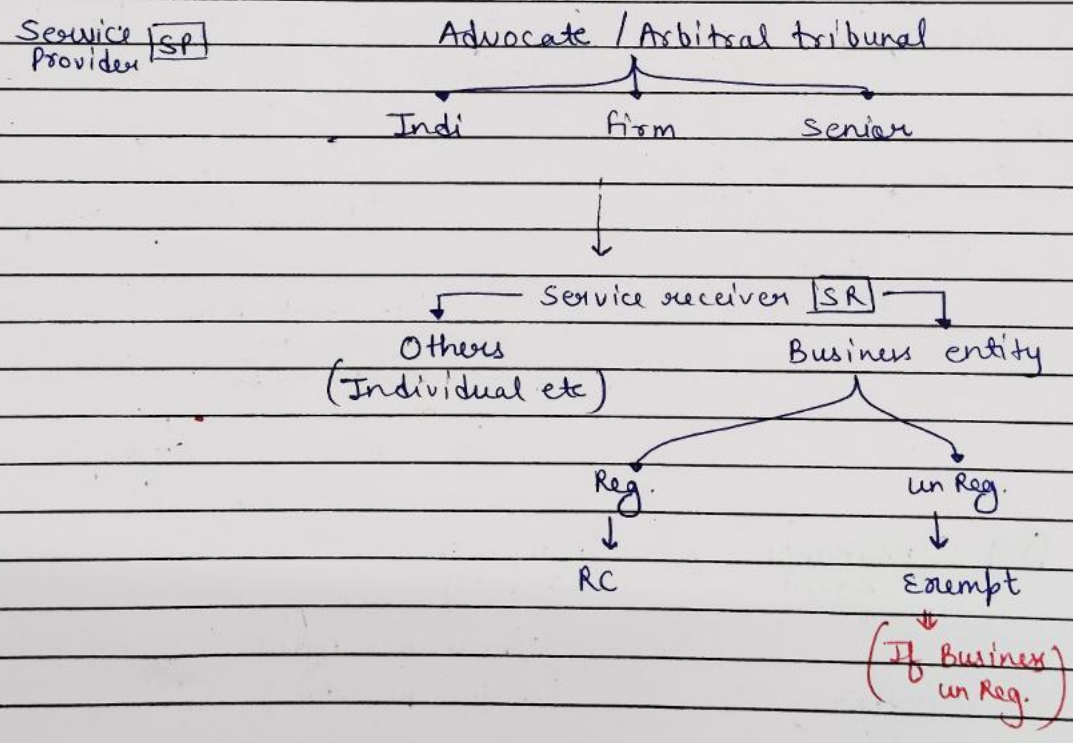 Service SP
Provider
Advocate / Arbitral tribunal
Indi firm Senior
Service receiver SR
Others Business entity
(Individual etc)
Reg. un Reg.
RC Exempt
(If Business
un Reg.)